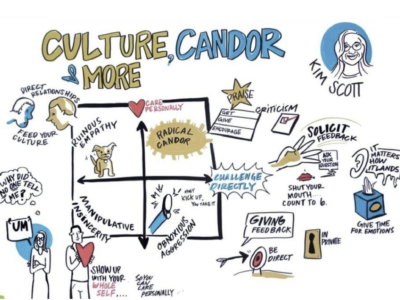 CULTURE, CANDOR
& MORE
KIM SCOTT
DIRECT RELATIONSHIPS
FEED YOUR
CULTURE
RUINOUS
EMPATHY
CARE
PERSONALLY
RADICAL
CANDOR
PRAISE
CRITICISM
GET
GIVE
ENCOURAGE
SOLICIT
FEEDBACK
ASK
YOUR
QUESTION
SHUT YOUR
MOUTH
COUNT TO 6.
IT
MATTERS
HOW
IT LANDS
GIVE TIME
FOR EMOTIONS
CHALLENGE
DIRECTLY
WHY DID
NO ONE TELL
ME?
"UM"
MANIPULATIVE
INSINCERITY
OBNOXIOUS
AGGRESSION
KICK UP,
SHOW UP
WITH YOUR
WHOLE
SELF....
SO YOU
CAN
CARE
PERSONALLY
GIVING
FEEDBACK
BE
DIRECT
IN
PRIVATE